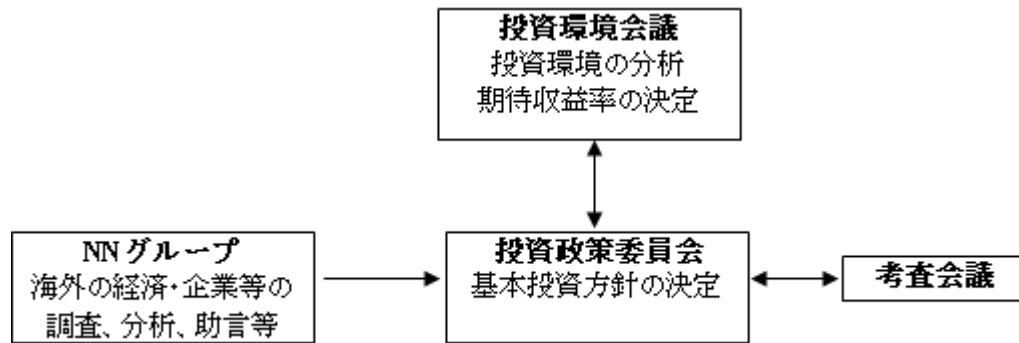 投資環境会議
投資環境の分析
期待収益率の決定
NNグループ
海外の経済･企業等の
調査、分析、助言等
投資政策委員会
基本投資方針の決定
考査会議